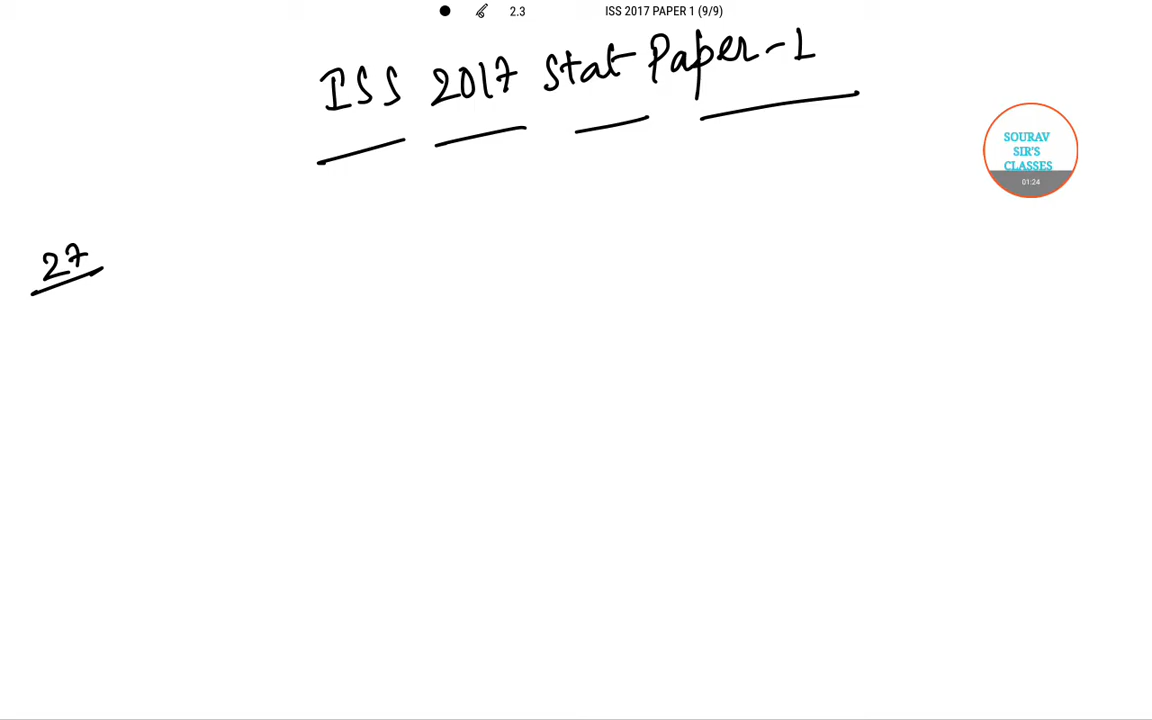 2.3 ISS 2017 PAPER 1 (9/9)
ISS 2017 Stat Paper-1
SOURAV
SIR'S
CLASSES
01:24
27